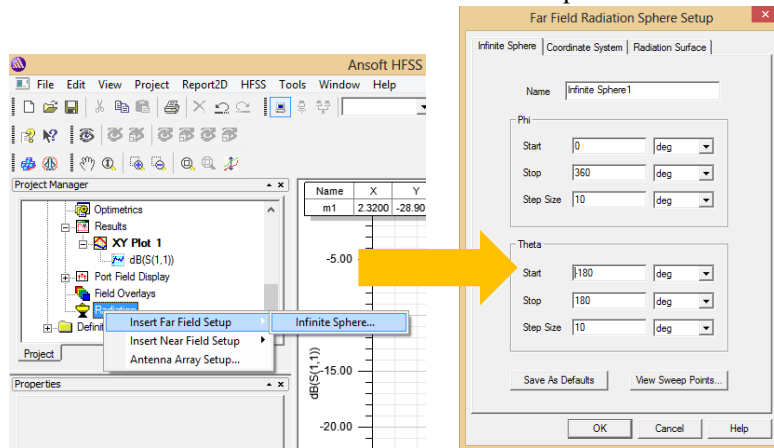 Far Field Radiation Sphere Setup
x
Infinite Sphere Coordinate System Radiation Surface
Name Infinite Sphere1
Phi
Start 0 deg
Stop 360 deg
Step Size 10 deg
Theta
Start -180 deg
Stop 180 deg
Step Size 10 deg
Save As Defaults View Sweep Points...
OK Cancel Help
Ansoft HFSS
File Edit View Project Report2D HFSS Tools Window Help
Project Manager
Optimetrics
Results
XY Plot 1
dB(S(1,1))
Port Field Display
Field Overlays
Radiation
Definit
Insert Far Field Setup
Infinite Sphere...
Insert Near Field Setup
Antenna Array Setup...
Project
Properties
Name X Y
m1 2.3200 -28.90
-5.00
-15.00
-20.00
dB(S(1,1))